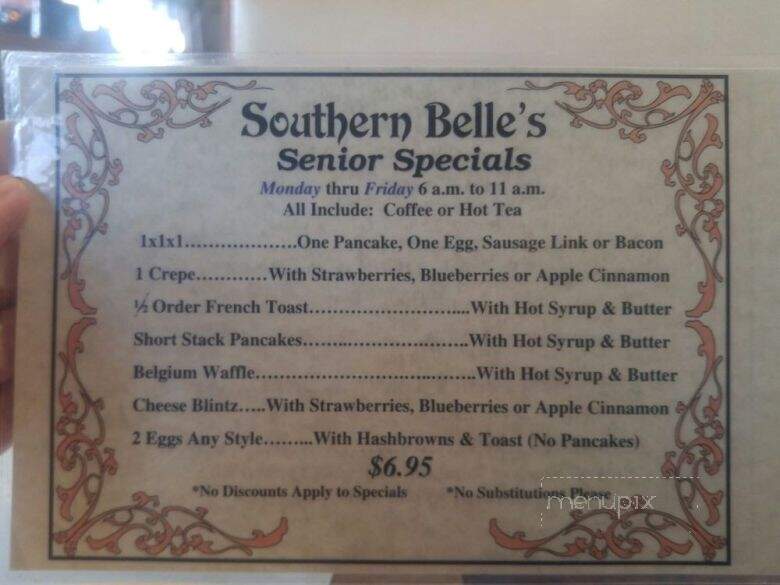 Southern Belle's
Senior Specials
Monday thru Friday 6 a.m. to 11 a.m.
All Include: Coffee or Hot Tea
1x1x1...................One Pancake, One Egg, Sausage Link or Bacon
1 Crepe............With Strawberries, Blueberries or Apple Cinnamon
½ Order French Toast............................With Hot Syrup & Butter
Short Stack Pancakes............................With Hot Syrup & Butter
Belgium Waffle.....................................With Hot Syrup & Butter
Cheese Blintz.....With Strawberries, Blueberries or Apple Cinnamon
2 Eggs Any Style.........With Hashbrowns & Toast (No Pancakes)
$6.95
*No Discounts Apply to Specials *No Substitutions Please
menupix